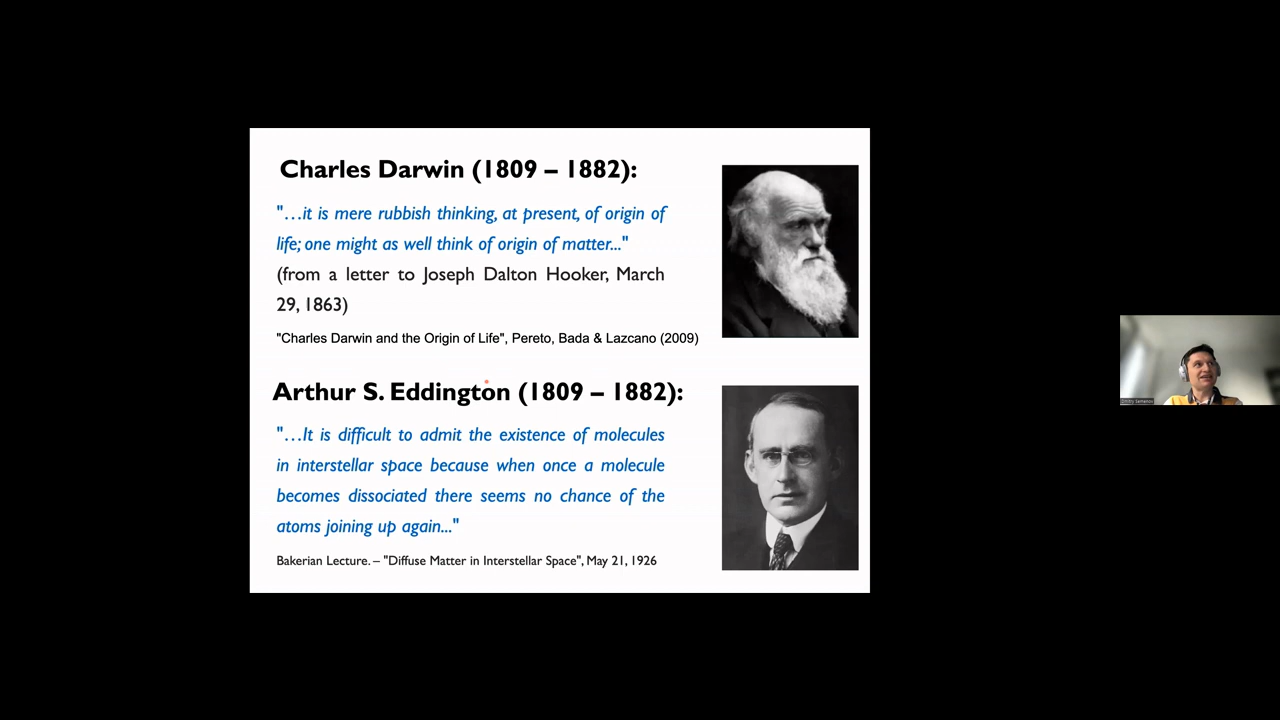 Charles Darwin (1809 – 1882):
"…it is mere rubbish thinking, at present, of origin of
life; one might as well think of origin of matter..."
(from a letter to Joseph Dalton Hooker, March
29, 1863)
"Charles Darwin and the Origin of Life", Pereto, Bada & Lazcano (2009)
Arthur S. Eddington (1809 – 1882):
"…It is difficult to admit the existence of molecules
in interstellar space because when once a molecule
becomes dissociated there seems no chance of the
atoms joining up again..."
Bakerian Lecture. – "Diffuse Matter in Interstellar Space", May 21, 1926